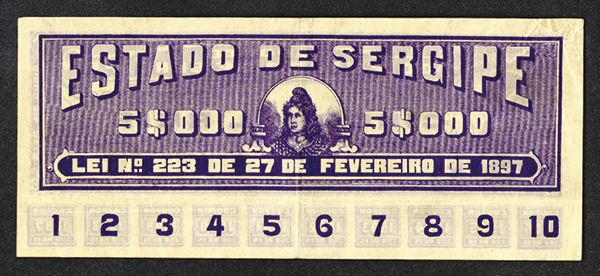 ESTADO DE SERGIPE
5$000 5$000
LEI Nº 223 DE 27 DE FEVEREIRO DE 1897
1 2 3 4 5 6 7 8 9 10